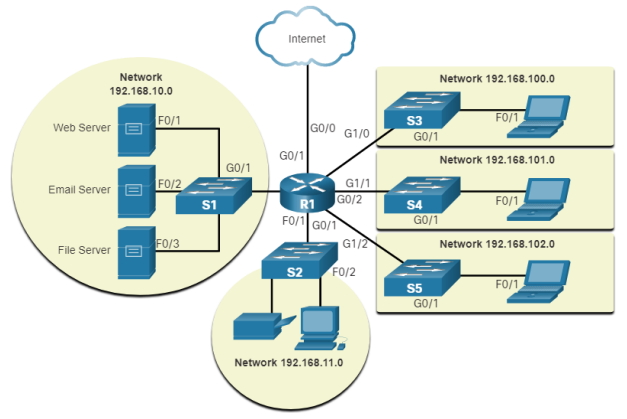 Internet
Network
192.168.10.0
Web Server
F0/1
Email Server
F0/2
File Server
F0/3
G0/1
S1
G0/0
G0/1
G1/0
R1
G1/1
G0/2
F0/1
G0/1
G1/2
S2
F0/2
Network 192.168.11.0
Network 192.168.100.0
S3
G0/1
F0/1
Network 192.168.101.0
S4
G0/1
F0/1
Network 192.168.102.0
S5
G0/1
F0/1